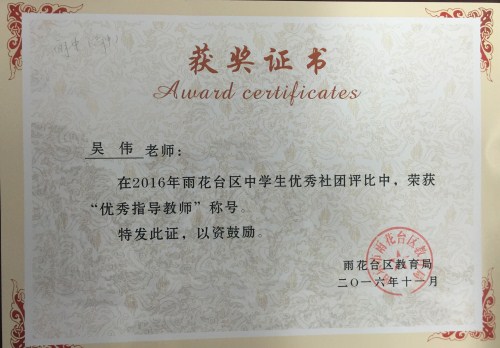 获奖证书
Award certificates
吴 伟 老师：
在2016年雨花台区中学生优秀社团评比中，荣获
“优秀指导教师”称号。
特发此证，以资鼓励。
雨花台区教育局
二〇一六年十一月